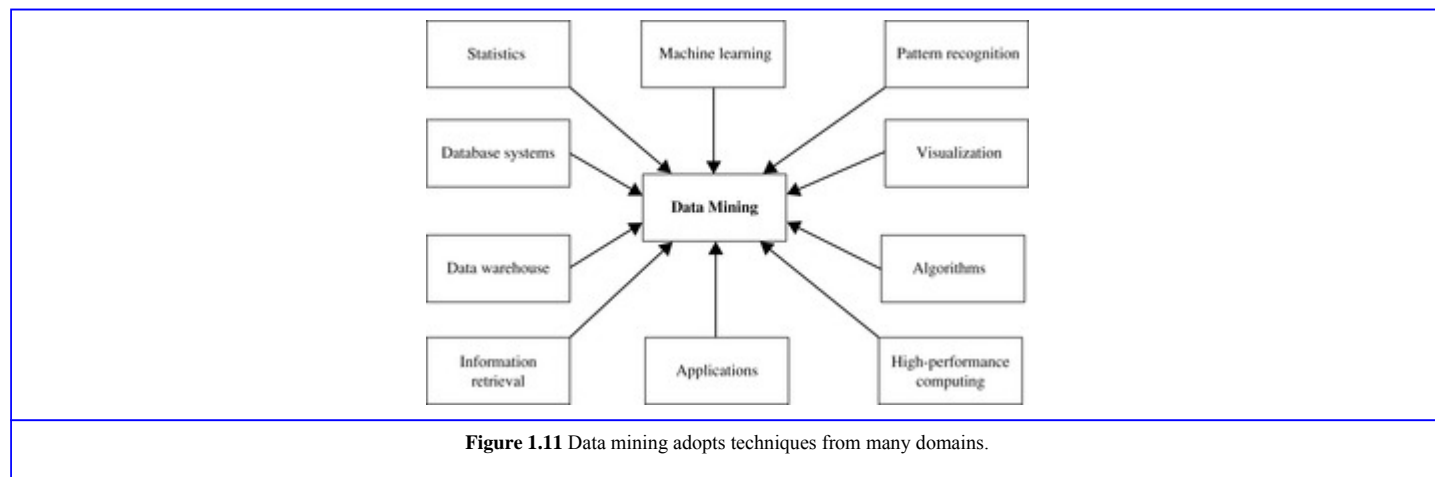 Statistics
Machine learning
Pattern recognition
Database systems
Visualization
Data Mining
Data warehouse
Algorithms
Information
retrieval
Applications
High-performance
computing
Figure 1.11 Data mining adopts techniques from many domains.